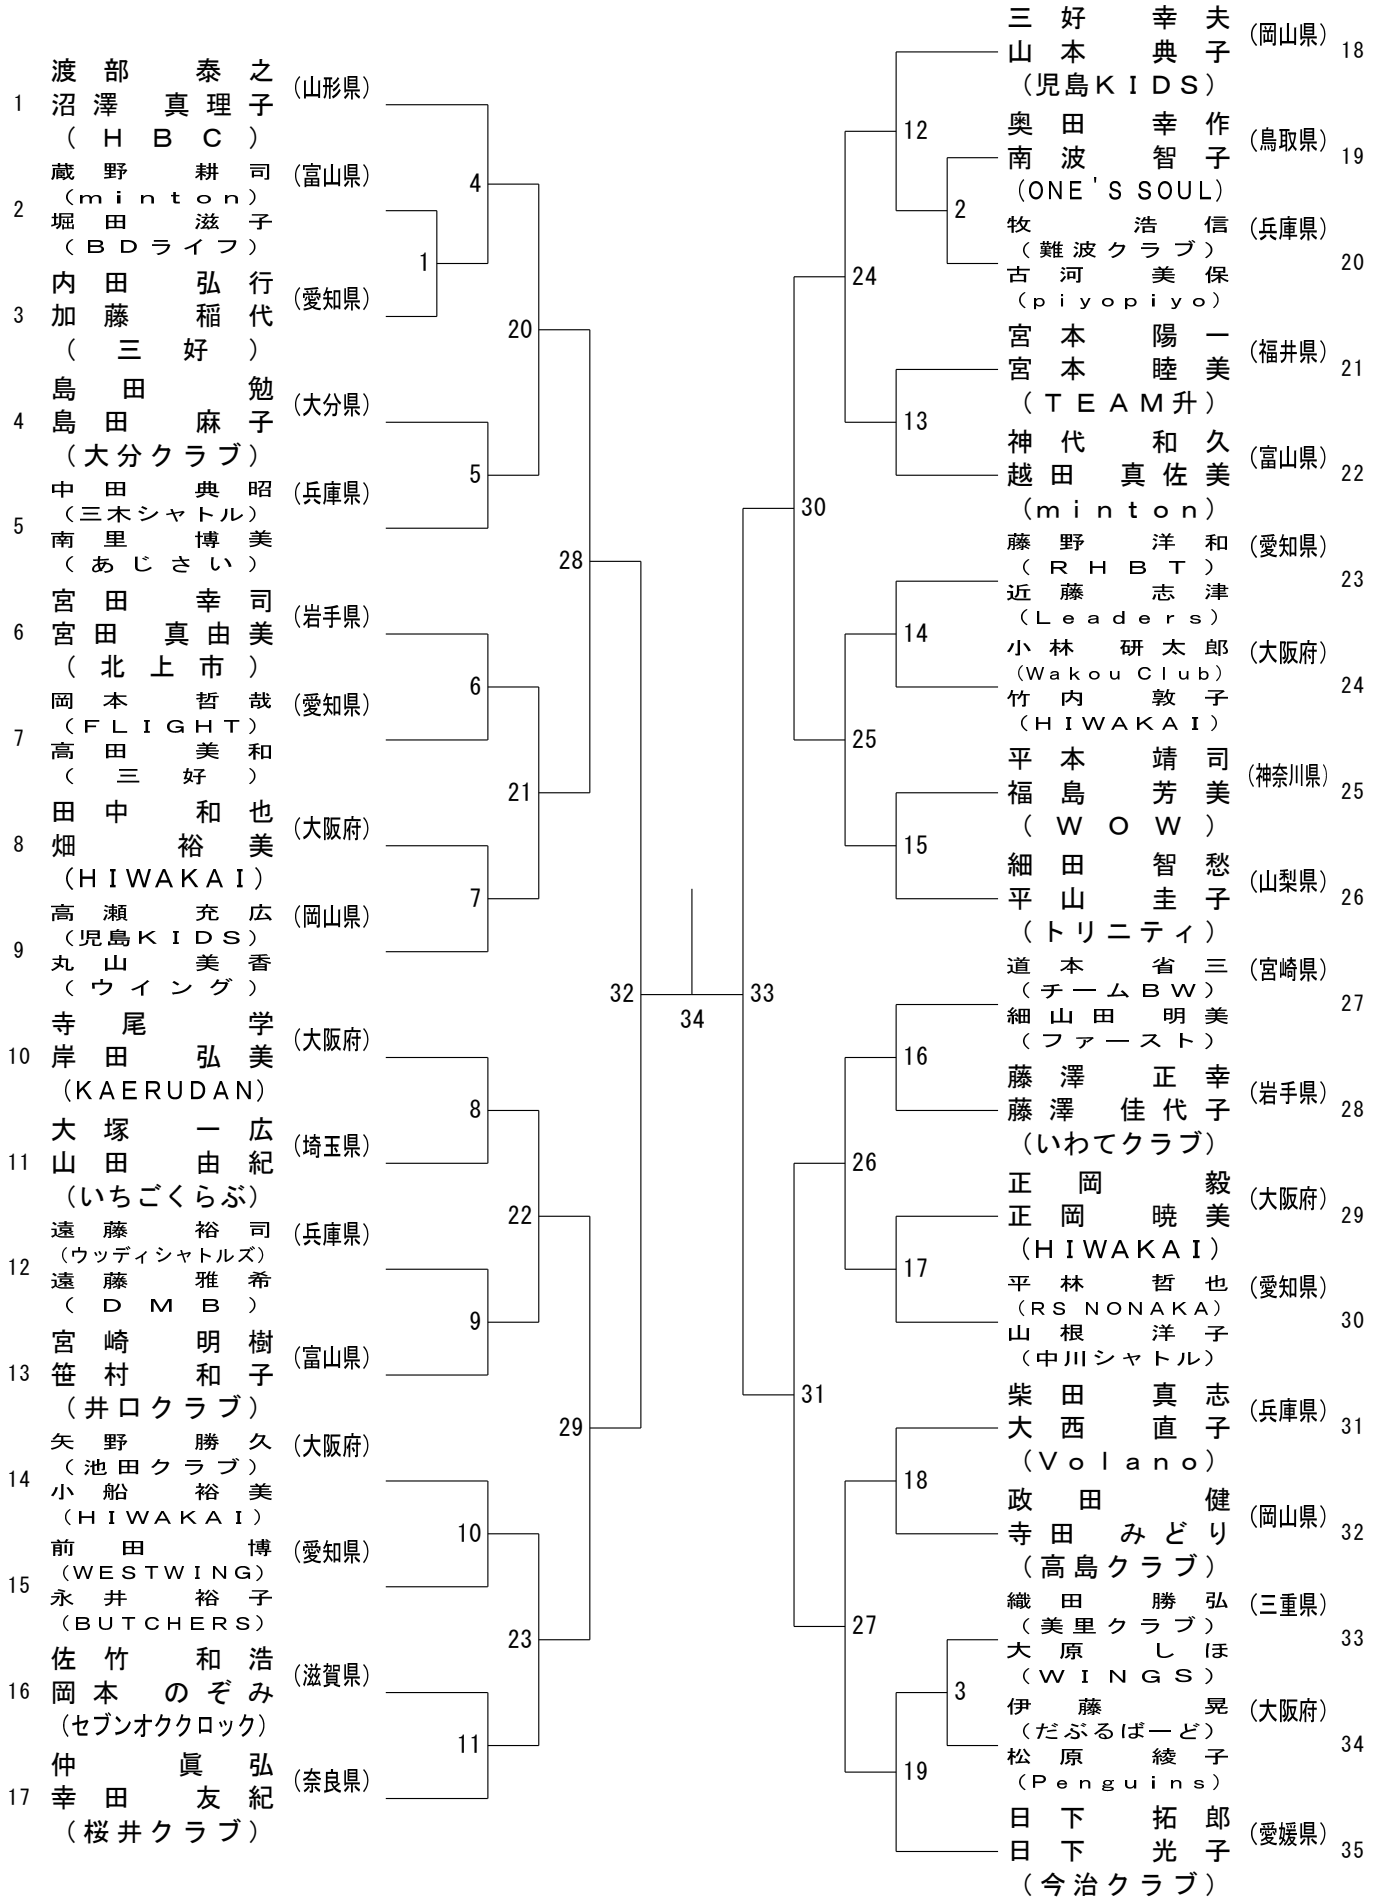 渡部 泰之
(山形県)
1 沼澤 真理子
(HBC)
蔵野 耕司
(富山県)
(minton)
2
堀田 滋子
(BDライフ)
内田 弘行
(愛知県)
3 加藤 稲代
(三好)
島田 勉
(大分県)
4 島田 麻子
(大分クラブ)
中田 典昭
(兵庫県)
(三木シャトル)
5
南里 博美
(あじさい)
宮田 幸司
(岩手県)
6 宮田 真由美
(北上市)
岡本 哲哉
(愛知県)
(FLIGHT)
7
高田 美和
(三好)
田中 和也
(大阪府)
8 畑 裕美
(HIWAKAI)
高瀬 充広
(岡山県)
(児島KIDS)
9
丸山 美香
(ウイング)
寺尾 学
(大阪府)
10 岸田 弘美
(KAERUDAN)
大塚 一広
(埼玉県)
11 山田 由紀
(いちごくらぶ)
遠藤 裕司
(兵庫県)
(ウッディシャトルズ)
12
遠藤 雅希
(DMB)
宮崎 明樹
(富山県)
13 笹村 和子
(井口クラブ)
矢野 勝久
(大阪府)
(池田クラブ)
14
小船 裕美
(HIWAKAI)
前田 博
(愛知県)
(WESTWING)
15
永井 裕子
(BUTCHERS)
佐竹 和浩
(滋賀県)
16 岡本 のぞみ
(セブンオククロック)
仲 眞弘
(奈良県)
17 幸田 友紀
(桜井クラブ)
4
1
20
5
28
6
21
7
32
8
22
9
29
10
23
11
34
33
12
2
24
13
30
14
25
15
16
26
17
31
18
27
3
19
三好 幸夫
(岡山県)
山本 典子 18
(児島KIDS)
奥田 幸作
(鳥取県)
南波 智子 19
(ONE'S SOUL)
牧 浩信
(兵庫県)
(難波クラブ)
20
古河 美保
(piyopiyo)
宮本 陽一
(福井県)
宮本 睦美 21
(TEAM升)
神代 和久
(富山県)
越田 真佐美 22
(minton)
藤野 洋和
(愛知県)
(RHBT)
23
近藤 志津
(Leaders)
小林 研太郎
(大阪府)
(Wakou Club)
24
竹内 敦子
(HIWAKAI)
平本 靖司
(神奈川県)
福島 芳美 25
(WOW)
細田 智愁
(山梨県)
平山 圭子 26
(トリニティ)
道本 省三
(宮崎県)
(チームBW)
27
細山田 明美
(ファースト)
藤澤 正幸
(岩手県)
藤澤 佳代子 28
(いわてクラブ)
正岡 毅
(大阪府)
正岡 暁美 29
(HIWAKAI)
平林 哲也
(愛知県)
(RS NONAKA)
30
山根 洋子
(中川シャトル)
柴田 真志
(兵庫県)
大西 直子 31
(Volano)
政田 健
(岡山県)
寺田 みどり 32
(高島クラブ)
織田 勝弘
(三重県)
(美里クラブ)
33
大原 しほ
(WINGS)
伊藤 晃
(大阪府)
(だぶるばーど)
34
松原 綾子
(Penguins)
日下 拓郎
(愛媛県)
日下 光子 35
(今治クラブ)